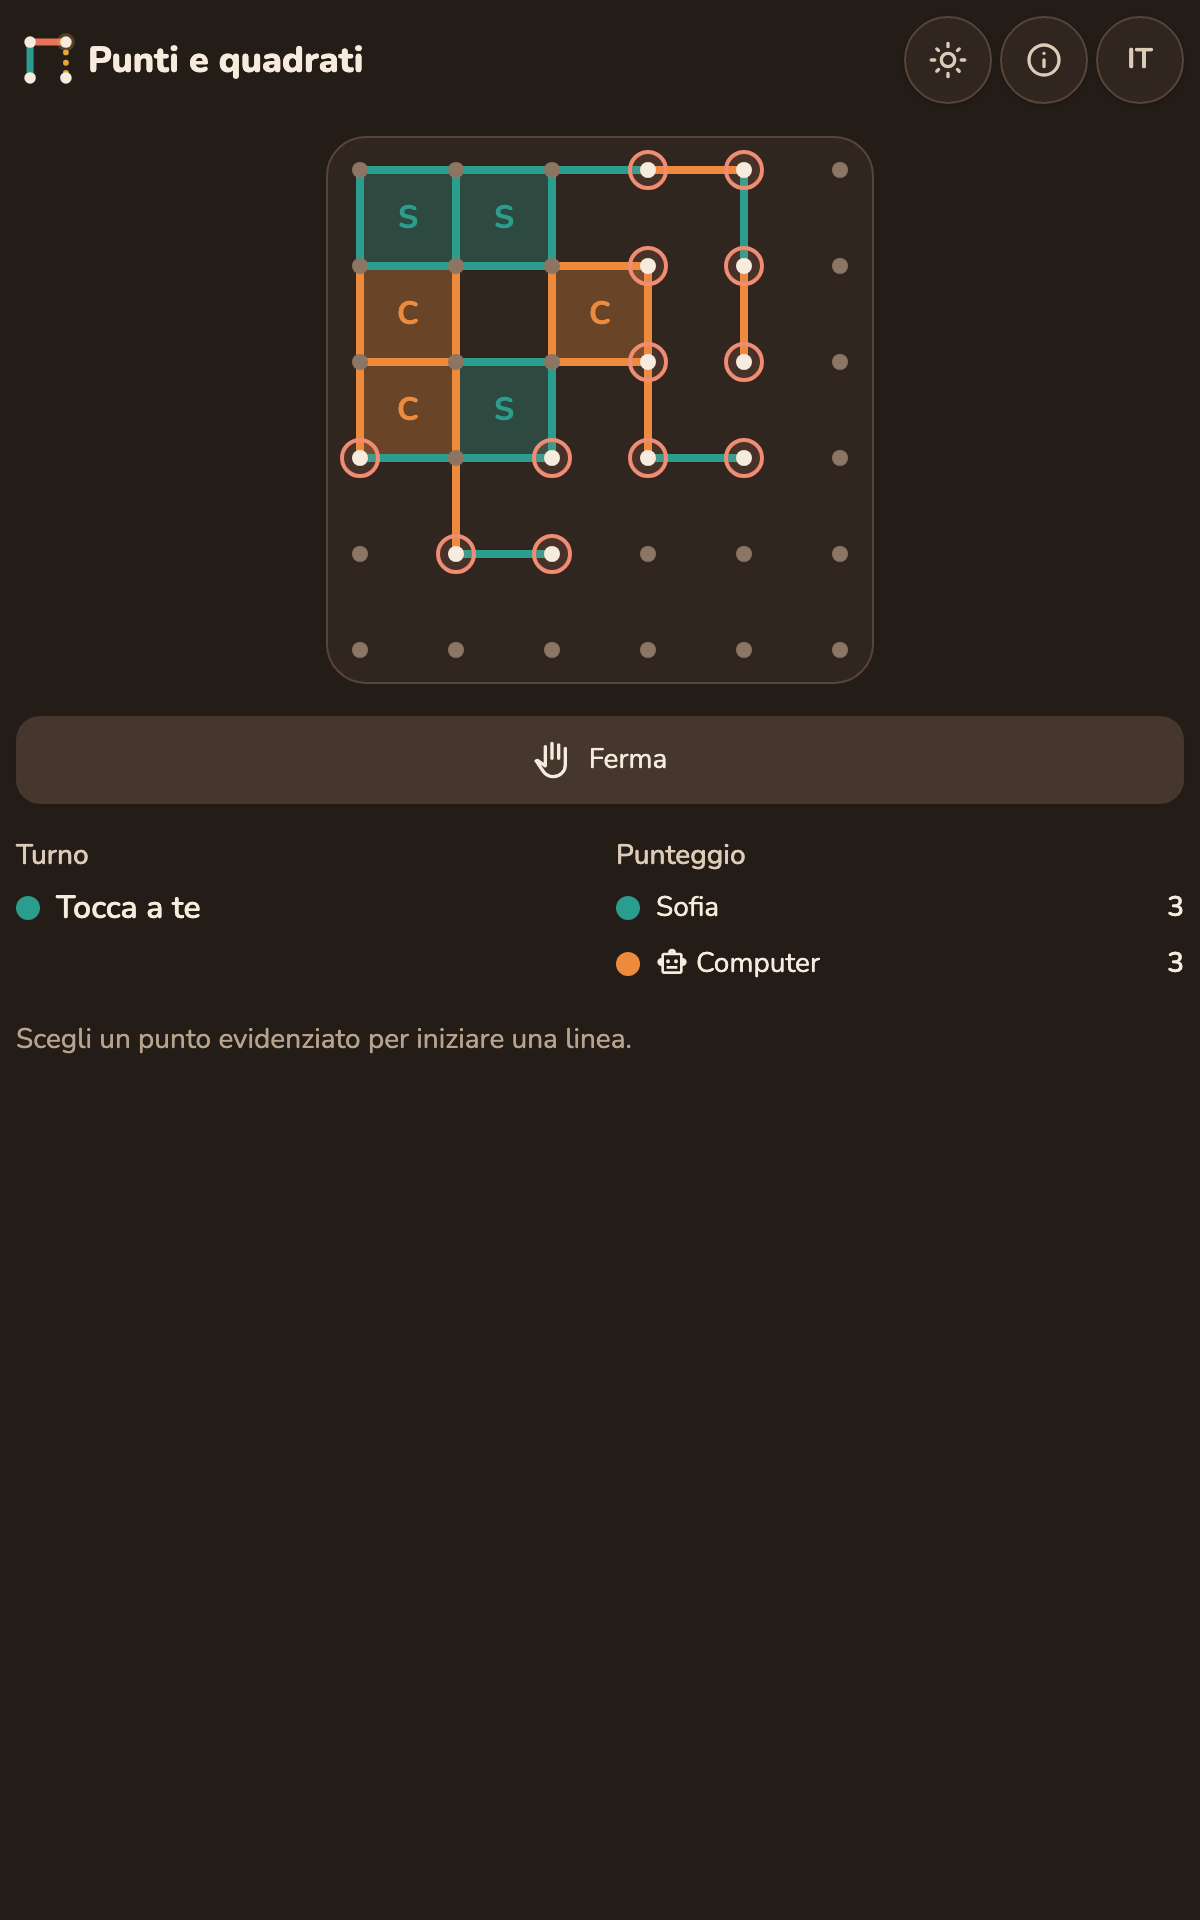 Punti e quadrati
IT
S S
C C
C S
Ferma
Turno
Tocca a te
Punteggio
Sofia 3
Computer 3
Scegli un punto evidenziato per iniziare una linea.